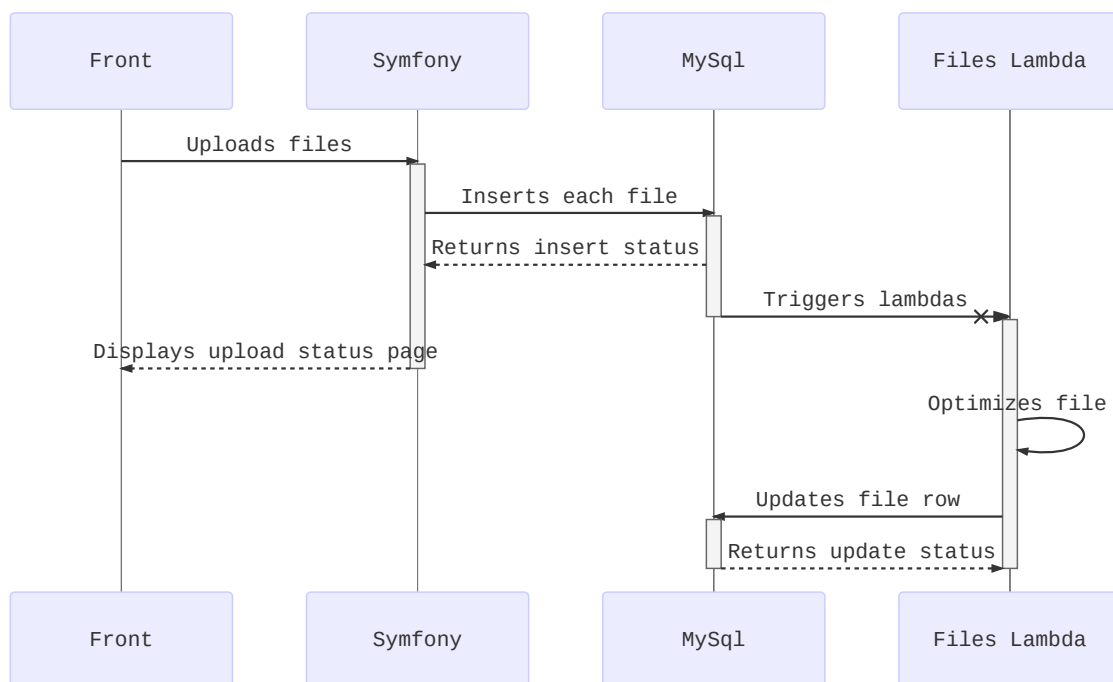 Front
Symfony
MySql
Files Lambda
Uploads files
Inserts each file
Returns insert status
Triggers lambdas
Displays upload status page
Optimizes file
Updates file row
Returns update status
Front
Symfony
MySql
Files Lambda